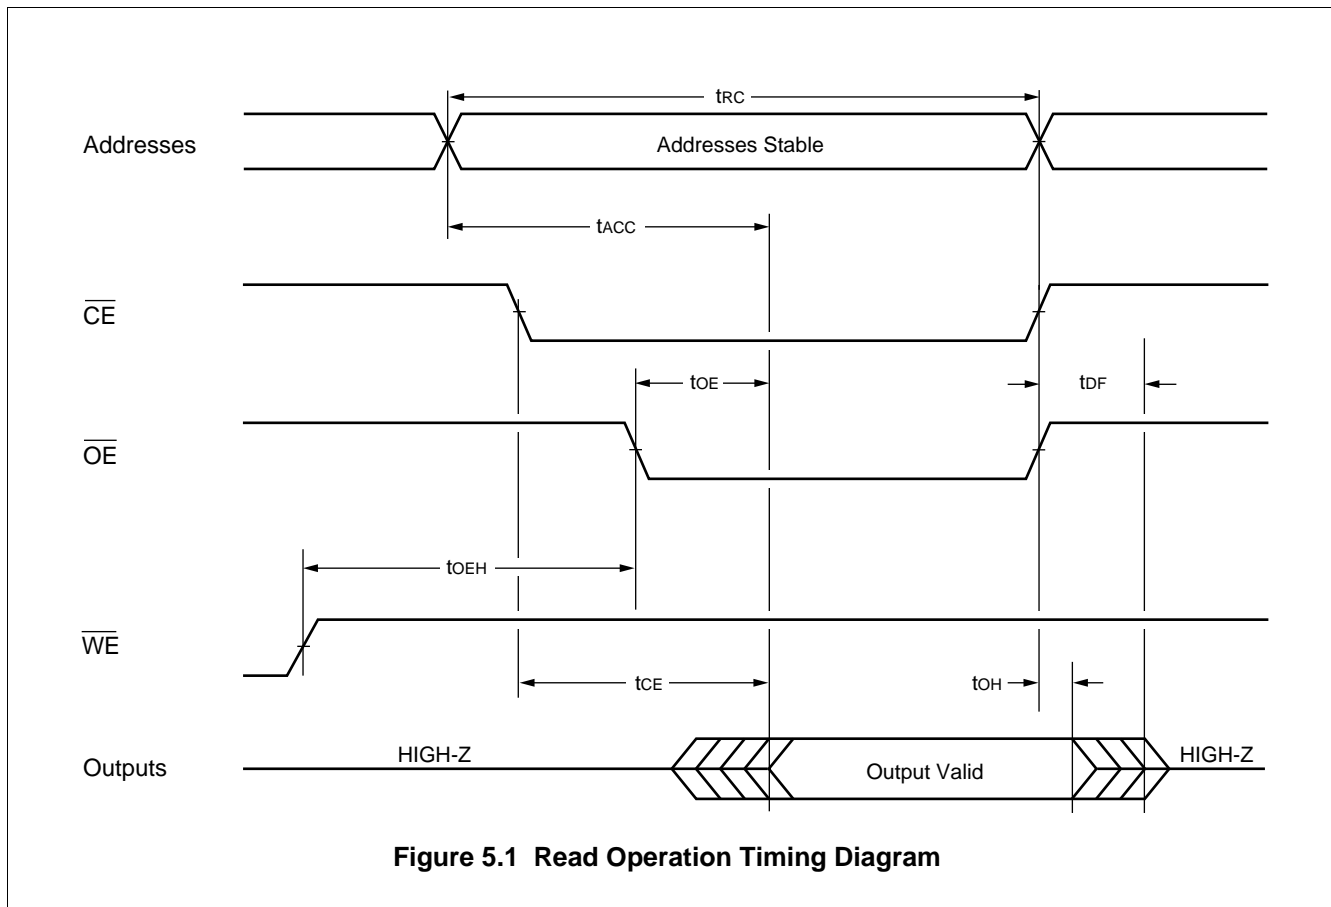 tRC
Addresses
Addresses Stable
tACC
CE
tOE
tDF
OE
tOEH
WE
tCE
tOH
Outputs
HIGH-Z
Output Valid
HIGH-Z
Figure 5.1 Read Operation Timing Diagram